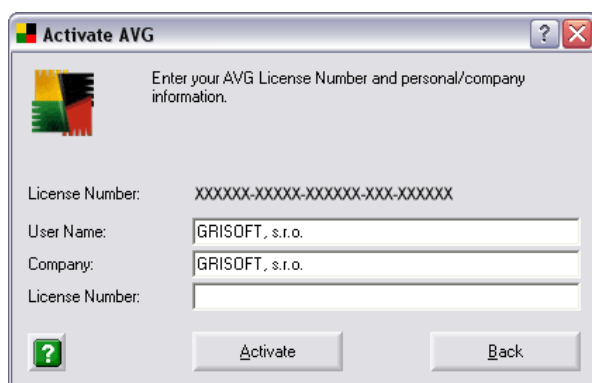 Activate AVG
Enter your AVG License Number and personal/company
information.
License Number: XXXXXX-XXXXX-XXXXXX-XXX-XXXXXX
User Name: GRISOFT, s.r.o.
Company: GRISOFT, s.r.o.
License Number:
Activate Back